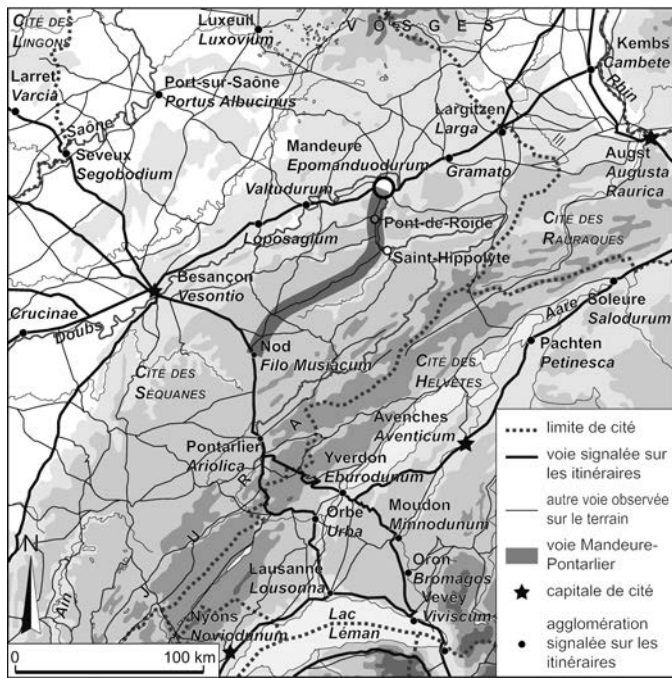 CITÉ DES
LINGONS
Luxeuil
Luxovium
VOSGES
Kembs
Cambete
Rhin
Larret
Varcia
Port-sur-Saône
Portus Albucinus
Largitzen
Larga
Saône
Seveux
Segobodium
Mandeure
Epomanduodurum
Ill
Gramato
Augst
Augusta
Raurica
Valtudurum
Pont-de-Roide
CITÉ DES
RAURAQUES
Loposagium
Saint-Hippolyte
Besançon
Vesontio
Aare
Soleure
Salodurum
Crucinae
Doubs
Nod
Filo Musiacum
Pachten
Petinesca
CITÉ DES
SÉQUANES
CITÉ DES
HELVÈTES
Avenches
Aventicum
Pontarlier
Ariolica
Yverdon
Eburodunum
JURA
Orbe
Urba
Moudon
Minnodunum
Lausanne
Lousonna
Oron-
Bromagos
Vevey
Viviscum
Ain
Nyons
Noviodunum
Lac
Léman
N
0 100 km
limite de cité
voie signalée sur
les itinéraires
autre voie observée
sur le terrain
voie Mandeure-
Pontarlier
capitale de cité
agglomération
signalée sur les
itinéraires